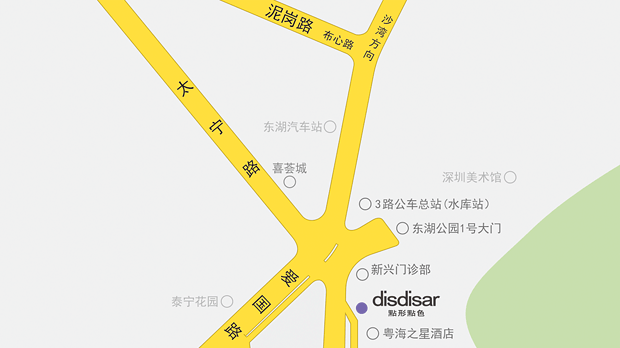 泥岗路
布心路
沙湾方向
太宁路
东湖汽车站
喜荟城
深圳美术馆
3路公车总站(水库站)
东湖公园1号大门
新兴门诊部
爱国路
泰宁花园
disdisar
點形點色
粤海之星酒店